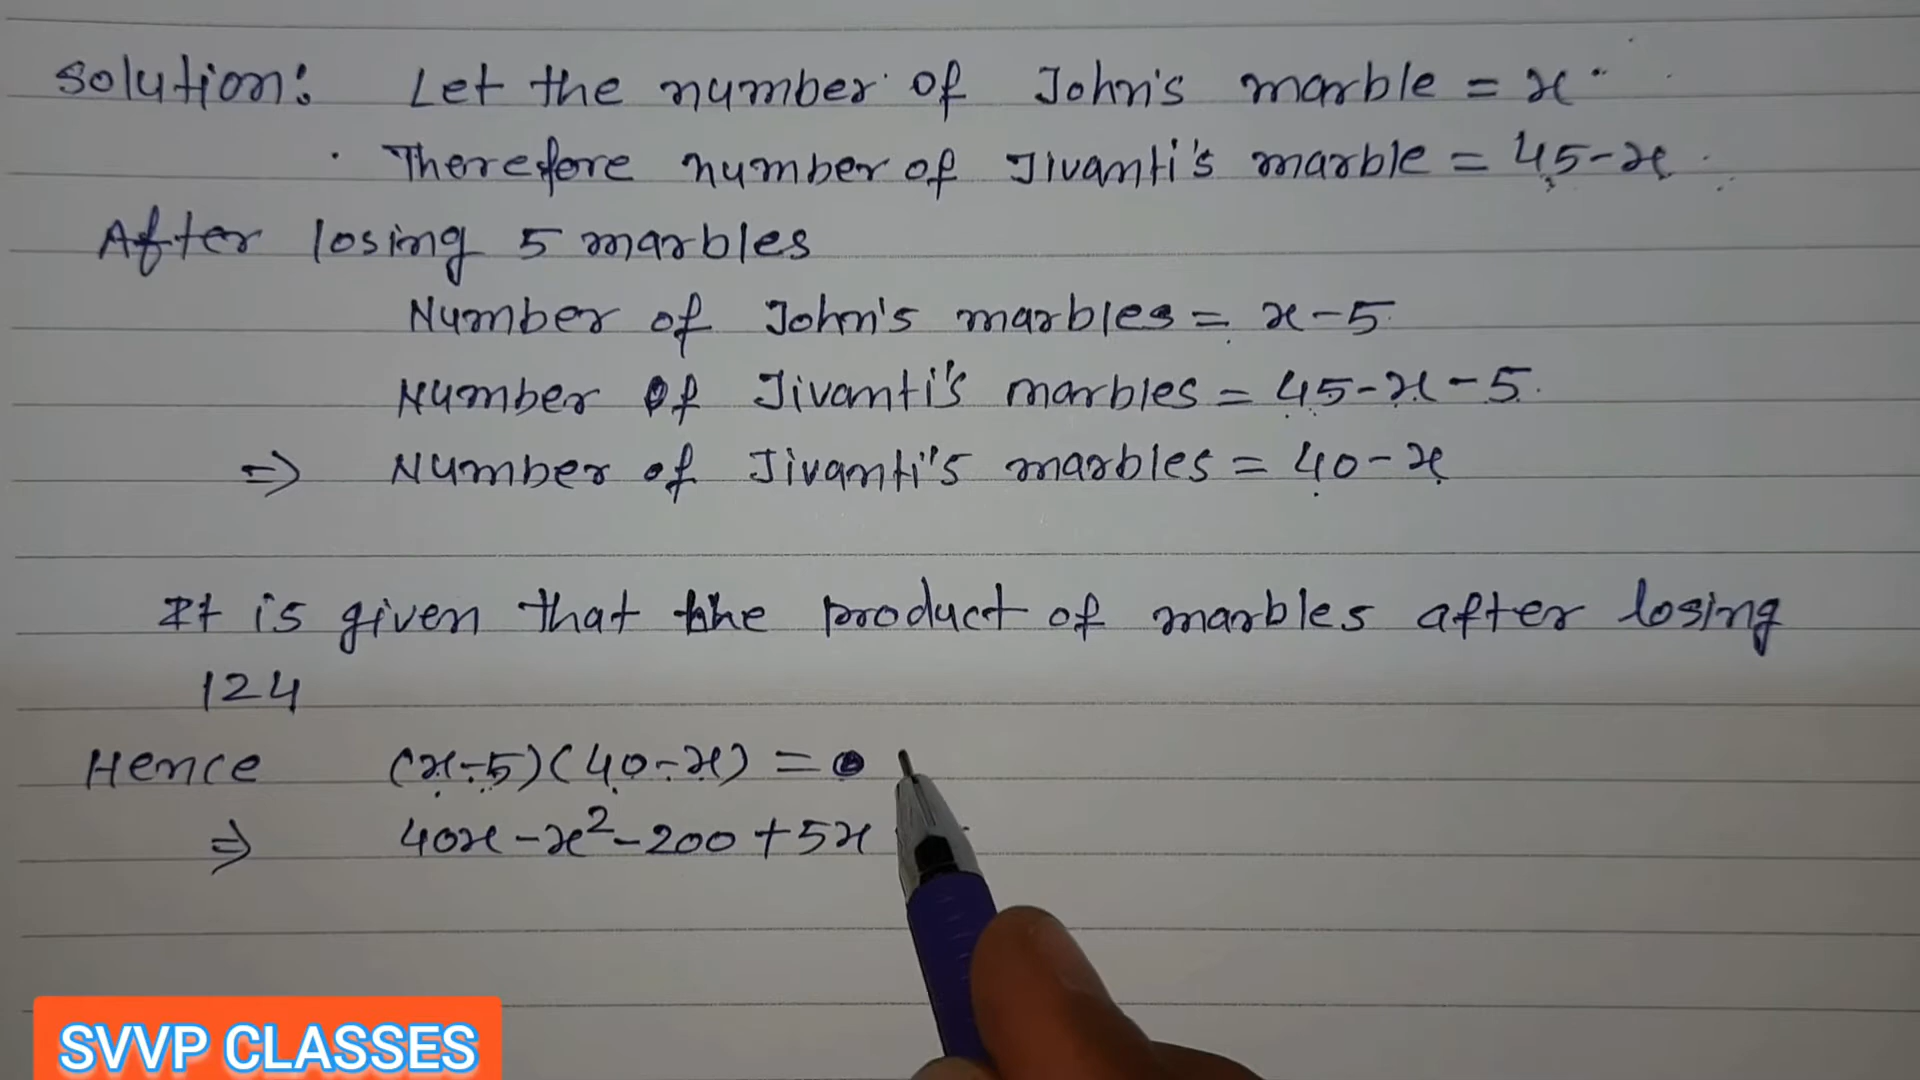 Solution: Let the number of John's marble = x
Therefore number of Jivanti's marble = 45-x
After losing 5 marbles
Number of John's marbles = x-5
Number of Jivanti's marbles = 45-x-5
⇒ Number of Jivanti's marbles = 40-x
It is given that the product of marbles after losing
124
Hence (x-5)(40-x) =
⇒ 40x-x²-200+5x
SVVP CLASSES